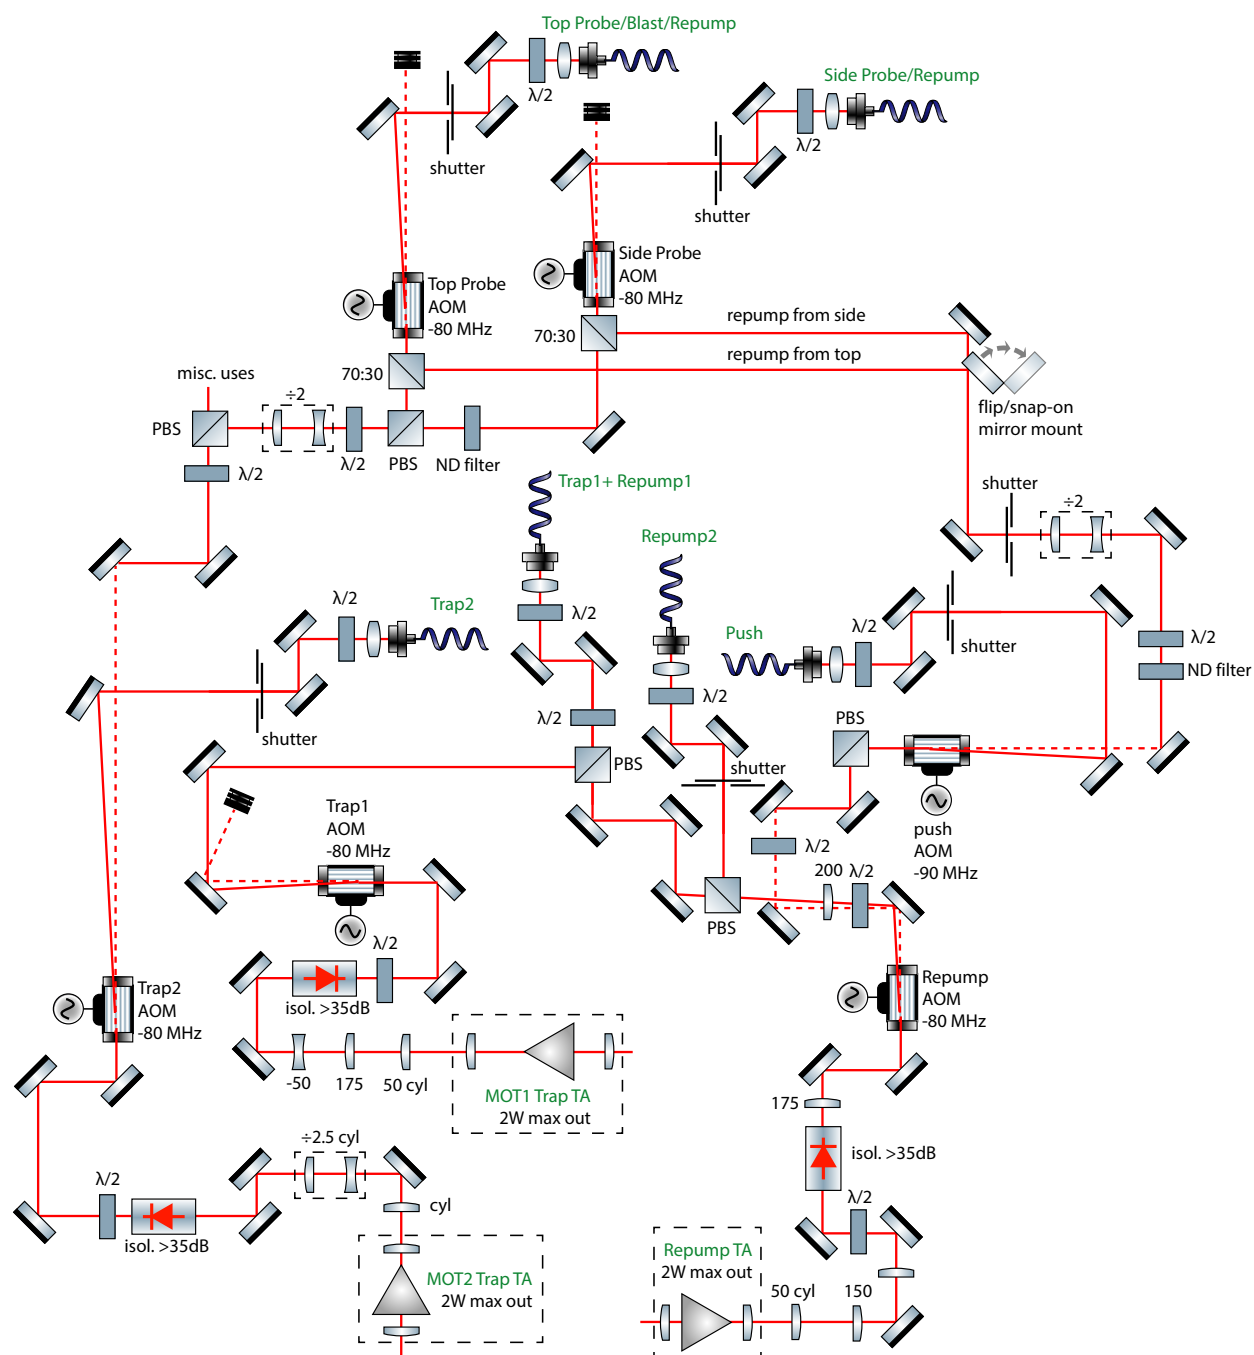 Top Probe/Blast/Repump
λ/2
shutter
Side Probe/Repump
λ/2
shutter
Side Probe
AOM
-80 MHz
Top Probe
AOM
-80 MHz
70:30
repump from side
70:30
repump from top
misc. uses
÷2
PBS
λ/2
PBS
ND filter
flip/snap-on
mirror mount
λ/2
Trap1+ Repump1
shutter
÷2
Repump2
λ/2
Trap2
λ/2
Push
λ/2
shutter
λ/2
ND filter
λ/2
λ/2
shutter
PBS
PBS
shutter
Trap1
AOM
-80 MHz
push
AOM
-90 MHz
λ/2
200
λ/2
PBS
λ/2
isol. >35dB
Trap2
AOM
-80 MHz
Repump
AOM
-80 MHz
-50
175
50 cyl
MOT1 Trap TA
2W max out
175
isol. >35dB
÷2.5 cyl
λ/2
cyl
isol. >35dB
λ/2
MOT2 Trap TA
2W max out
Repump TA
2W max out
50 cyl
150